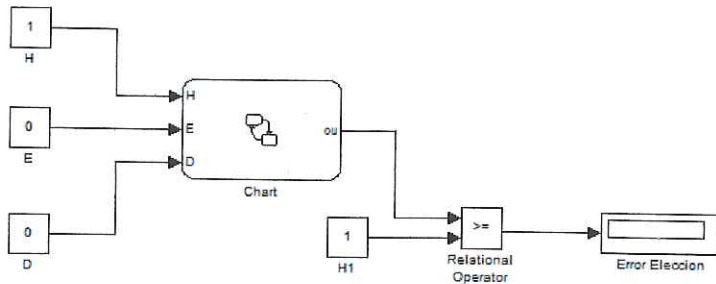 1
H
0
E
0
D
H
E
D
ou
Chart
1
H1
>=
Relational
Operator
Error Eleccion